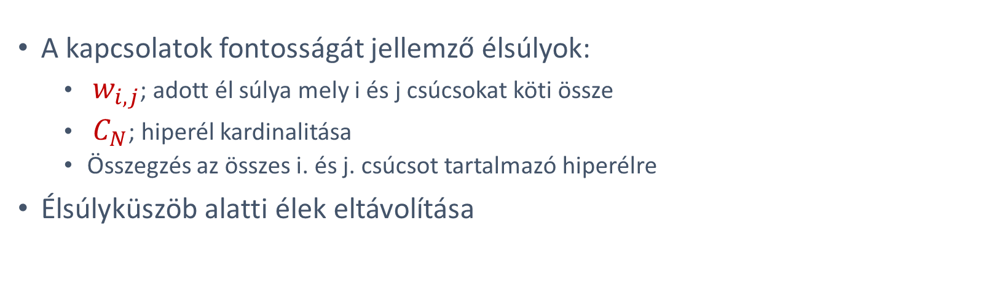 • A kapcsolatok fontosságát jellemző élsúlyok:
• w_{i,j}; adott él súlya mely i és j csúcsokat köti össze
• C_N; hiperél kardinalitása
• Összegzés az összes i. és j. csúcsot tartalmazó hiperélre
• Élsúlyküszöb alatti élek eltávolítása